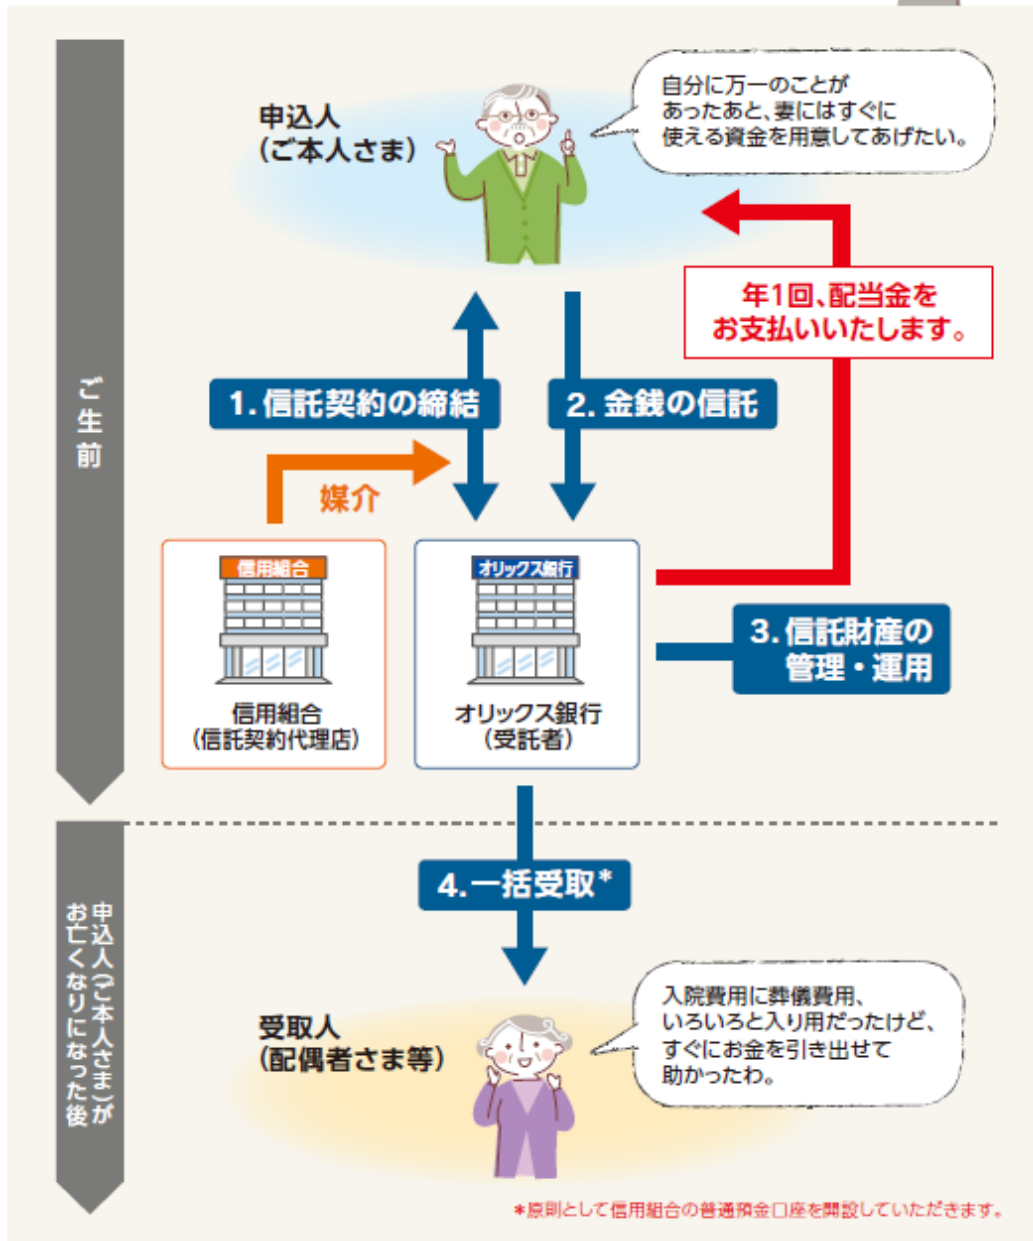 ご生前
申込人
（ご本人さま）
自分に万一のことが
あったあと、妻にはすぐに
使える資金を用意してあげたい。
年1回、配当金を
お支払いいたします。
1.信託契約の締結
2.金銭の信託
媒介
信用組合
オリックス銀行
信用組合
（信託契約代理店）
オリックス銀行
（受託者）
3.信託財産の
管理・運用
申込人（ご本人さま）が
お亡くなりになった後
4.一括受取*
受取人
（配偶者さま等）
入院費用に葬儀費用、
いろいろと入り用だったけど、
すぐにお金を引き出せて
助かったわ。
*原則として信用組合の普通預金口座を開設していただきます。